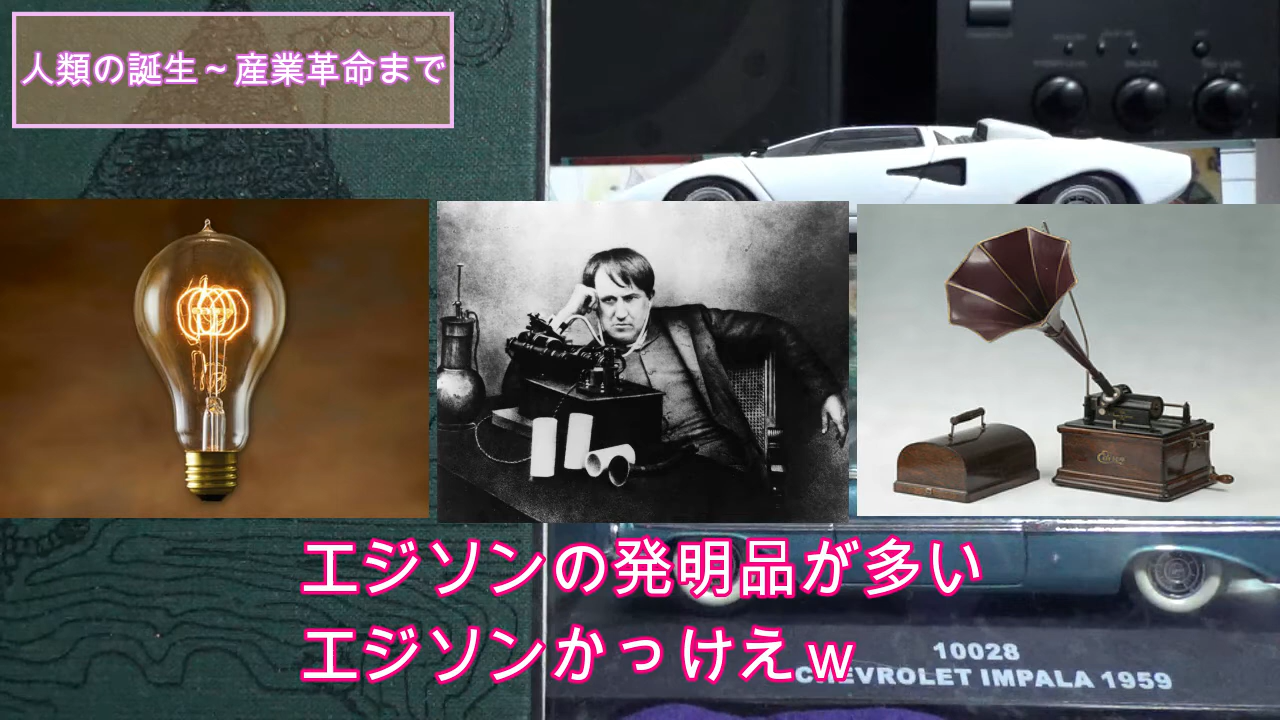 人類の誕生～産業革命まで
Edison
エジソンの発明品が多い
エジソンかっけえw
10028
CHEVROLET IMPALA 1959